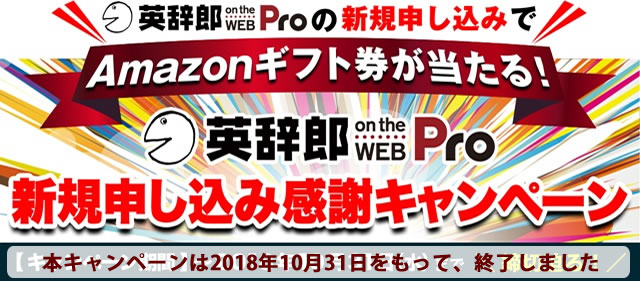 英辞郎 on the WEB Proの新規申し込みで
Amazonギフト券が当たる!
英辞郎 on the WEB Pro
新規申し込み感謝キャンペーン
本キャンペーンは2018年10月31日をもって、終了しました